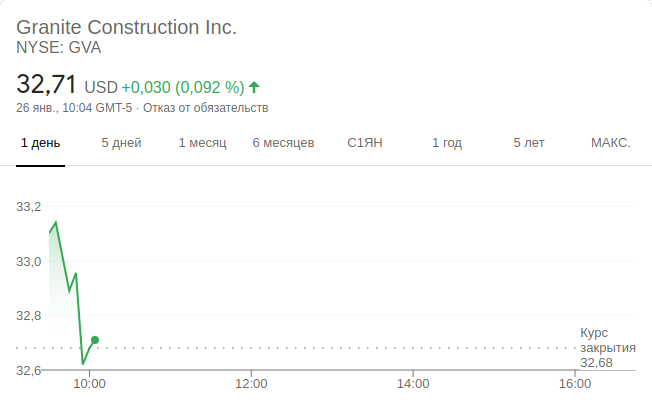 Granite Construction Inc.
NYSE: GVA
32,71 USD +0,030 (0,092 %)
26 янв., 10:04 GMT-5 · Отказ от обязательств
1 день 5 дней 1 месяц 6 месяцев С1ЯН 1 год 5 лет МАКС.
33,2
33,0
32,8
Курс
закрытия
32,68
32,6
10:00 12:00 14:00 16:00